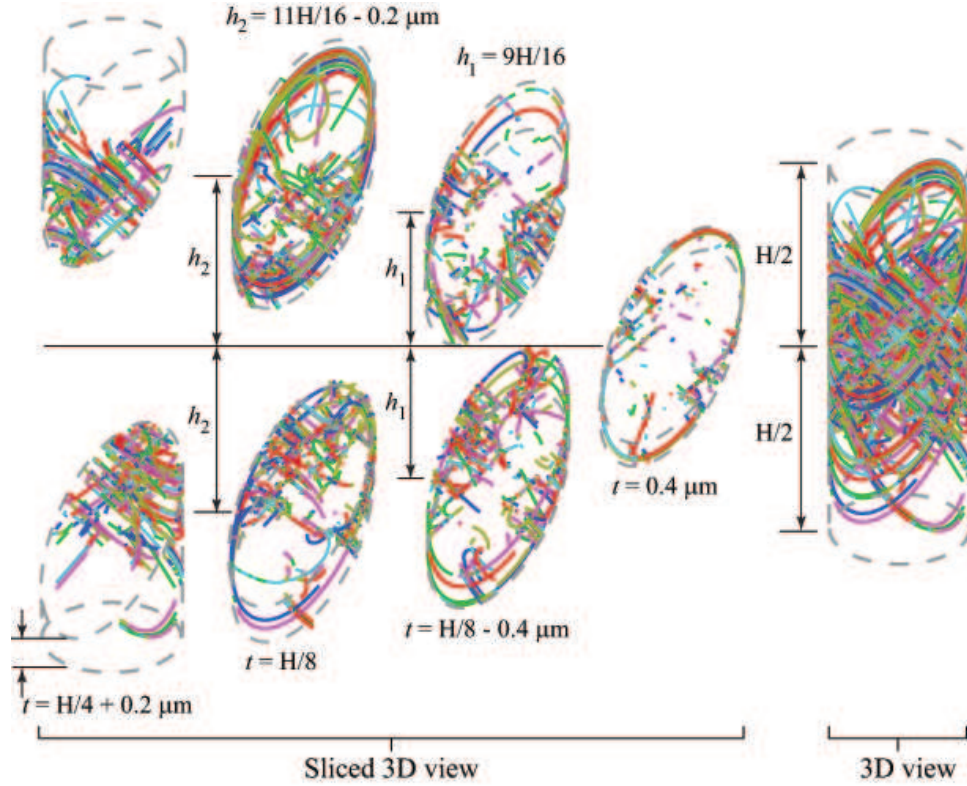 h₂ = 11H/16 - 0.2 µm
h₁ = 9H/16
h₂
h₁
H/2
h₂
h₁
H/2
t = 0.4 µm
t = H/8 - 0.4 µm
t = H/8
t = H/4 + 0.2 µm
Sliced 3D view
3D view